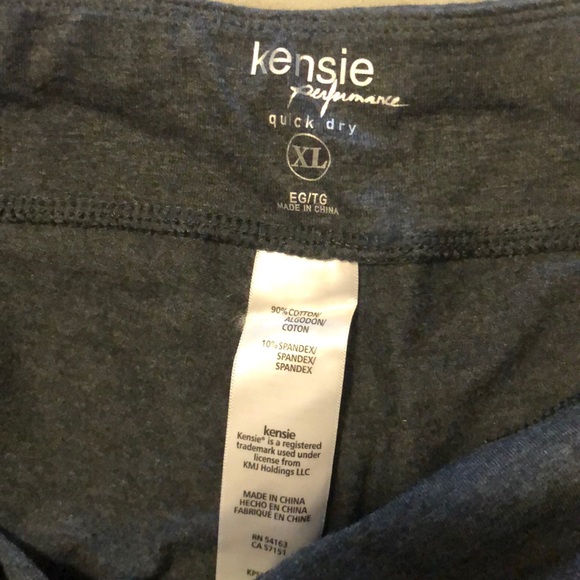 kensie
performance
quick dry
XL
EG/TG
MADE IN CHINA
90% COTTON/
ALGODON/
COTON
10% SPANDEX/
SPANDEX/
SPANDEX
kensie
Kensie® is a registered
trademark used under
license from
KMJ Holdings LLC
MADE IN CHINA
HECHO EN CHINA
FABRIQUE EN CHINE
RN 54163
CA 57151